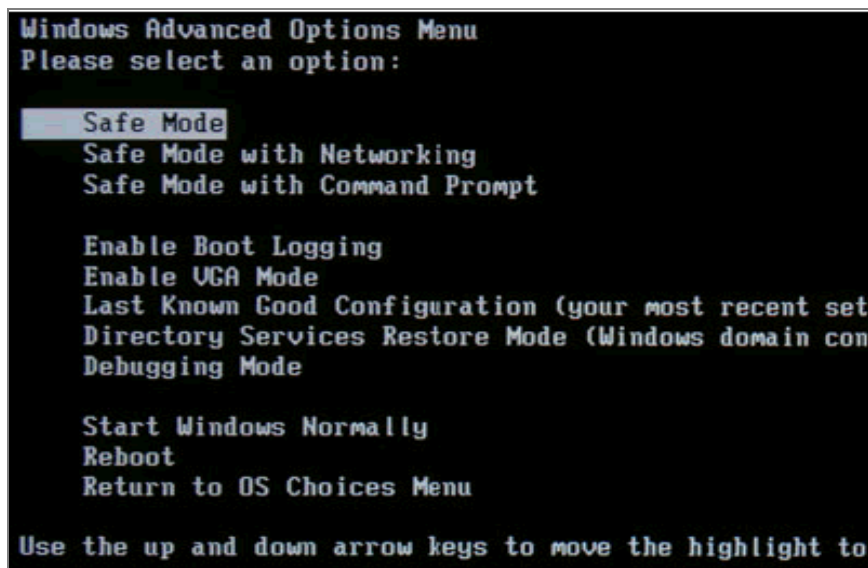 Windows Advanced Options Menu
Please select an option:
Safe Mode
Safe Mode with Networking
Safe Mode with Command Prompt
Enable Boot Logging
Enable VGA Mode
Last Known Good Configuration (your most recent set
Directory Services Restore Mode (Windows domain con
Debugging Mode
Start Windows Normally
Reboot
Return to OS Choices Menu
Use the up and down arrow keys to move the highlight to